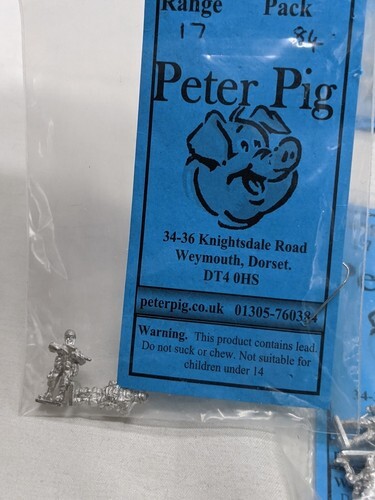 Range Pack
17 84
Peter Pig
34-36 Knightsdale Road
Weymouth, Dorset.
DT4 0HS
peterpig.co.uk 01305-760384
Warning. This product contains lead.
Do not suck or chew. Not suitable for
children under 14